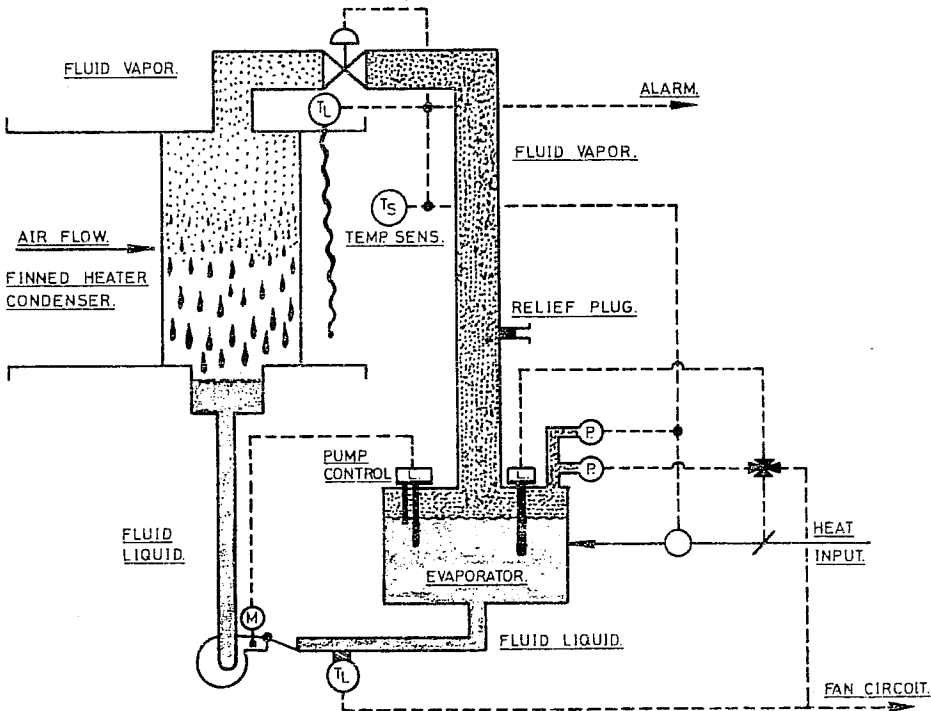 FLUID VAPOR.
TL
ALARM.
FLUID VAPOR.
TS
TEMP SENS.
AIR FLOW.
FINNED HEATER
CONDENSER.
RELIEF PLUG.
P
PUMP
CONTROL
L.
L.
P.
FLUID
LIQUID.
HEAT
INPUT.
EVAPORATOR.
M
FLUID LIQUID.
TL
FAN CIRCOIT.